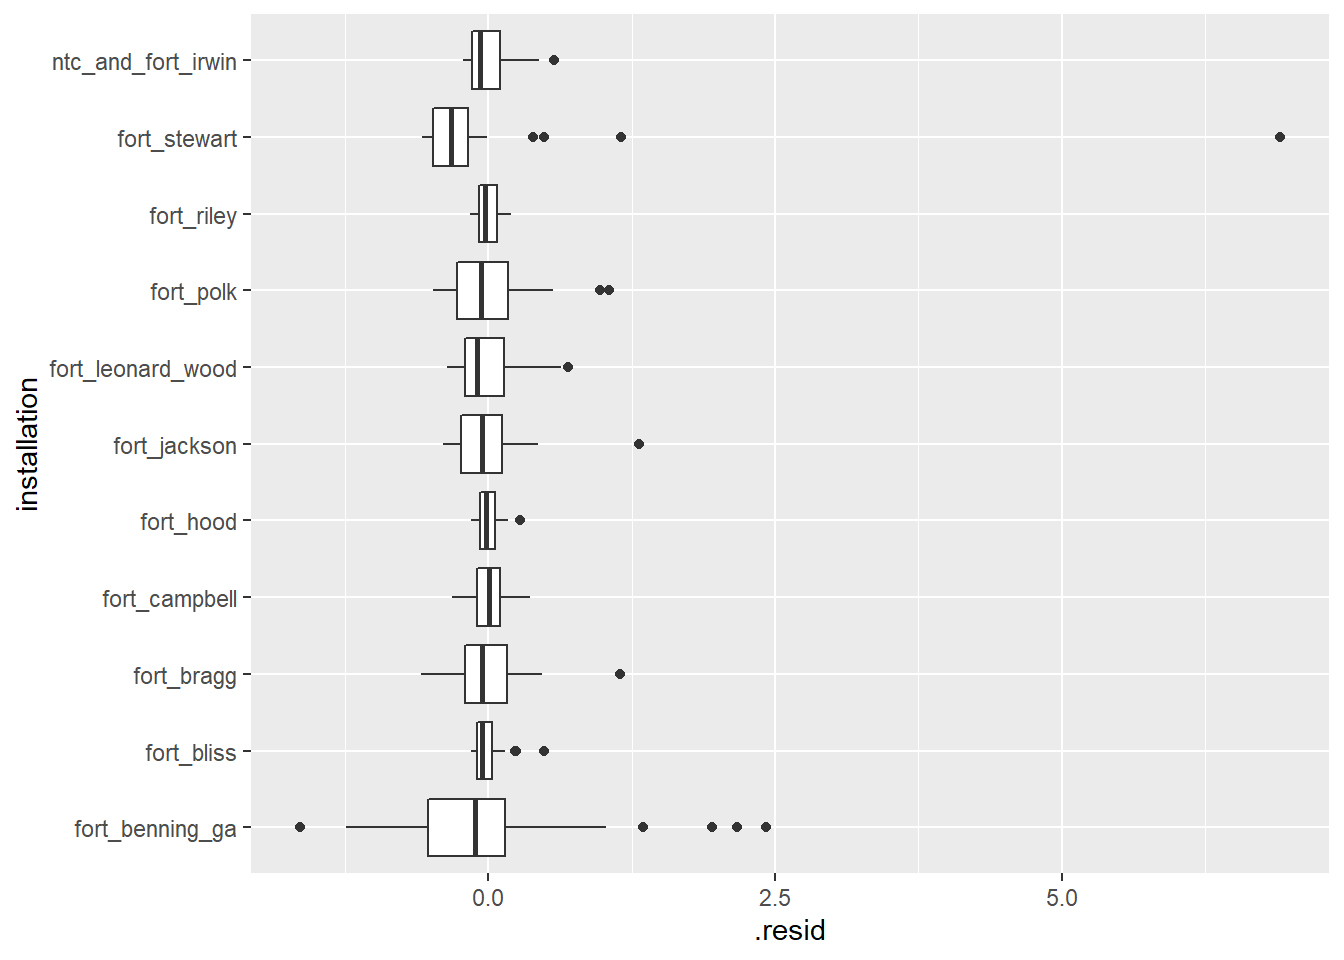 ntc_and_fort_irwin
fort_stewart
fort_riley
fort_polk
fort_leonard_wood
fort_jackson
fort_hood
fort_campbell
fort_bragg
fort_bliss
fort_benning_ga
installation
0.0 2.5 5.0
.resid